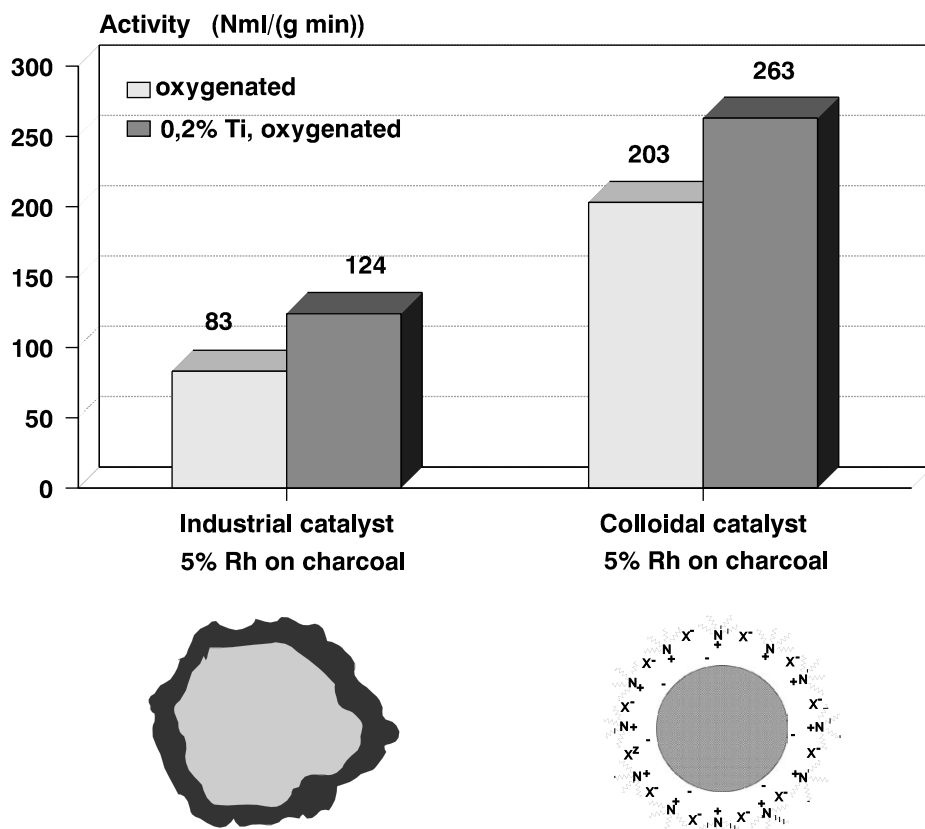 Activity (Nml/(g min))
300
250
200
150
100
50
0
oxygenated
0,2% Ti, oxygenated
83
124
203
263
Industrial catalyst
5% Rh on charcoal
Colloidal catalyst
5% Rh on charcoal
X- N + X-
N + - - + N
X- X-
N+ - +N
X- X-
N+ - - +N
Xz X-
N + - - + N
X- X-
N + X- N + X- + N